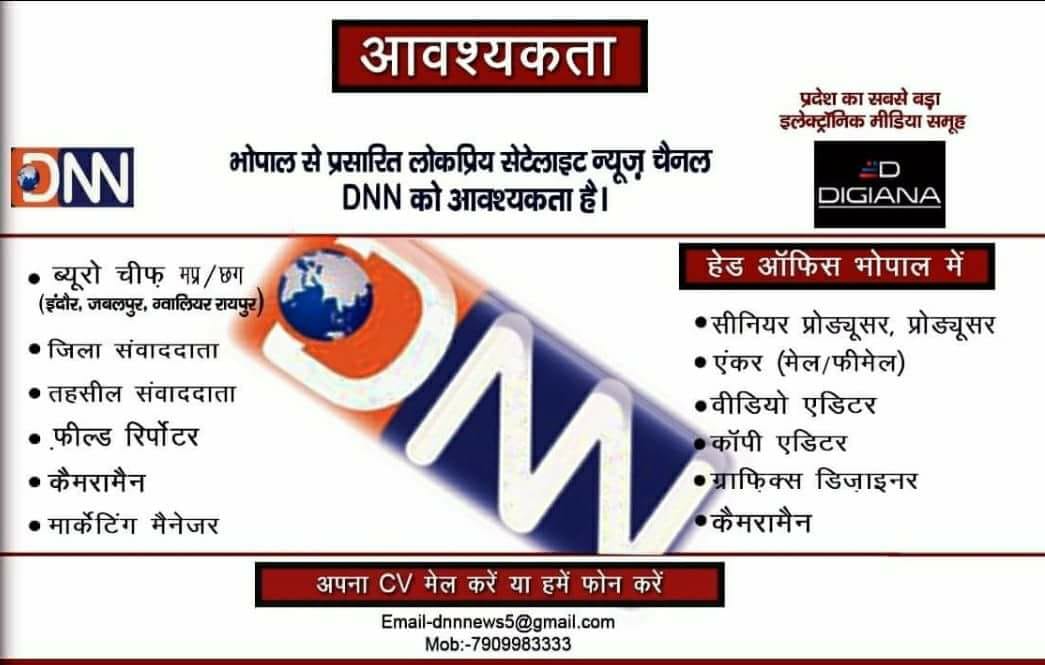 आवश्यकता
प्रदेश का सबसे बड़ा
इलेक्ट्रॉनिक मीडिया समूह
DNN
भोपाल से प्रसारित लोकप्रिय सेटेलाइट न्यूज़ चैनल
DNN को आवश्यकता है।
D
DIGIANA
• ब्यूरो चीफ़ मप्र/छग
(इंदौर, जबलपुर, ग्वालियर रायपुर)
• जिला संवाददाता
• तहसील संवाददाता
• फ़ील्ड रिर्पोटर
• कैमरामैन
• मार्केटिंग मैनेजर
DNN
हेड ऑफिस भोपाल में
• सीनियर प्रोड्यूसर, प्रोड्यूसर
• एंकर (मेल/फीमेल)
• वीडियो एडिटर
• कॉपी एडिटर
• ग्राफ़िक्स डिज़ाइनर
• कैमरामैन
अपना CV मेल करें या हमें फोन करें
Email-dnnnews5@gmail.com
Mob:-7909983333